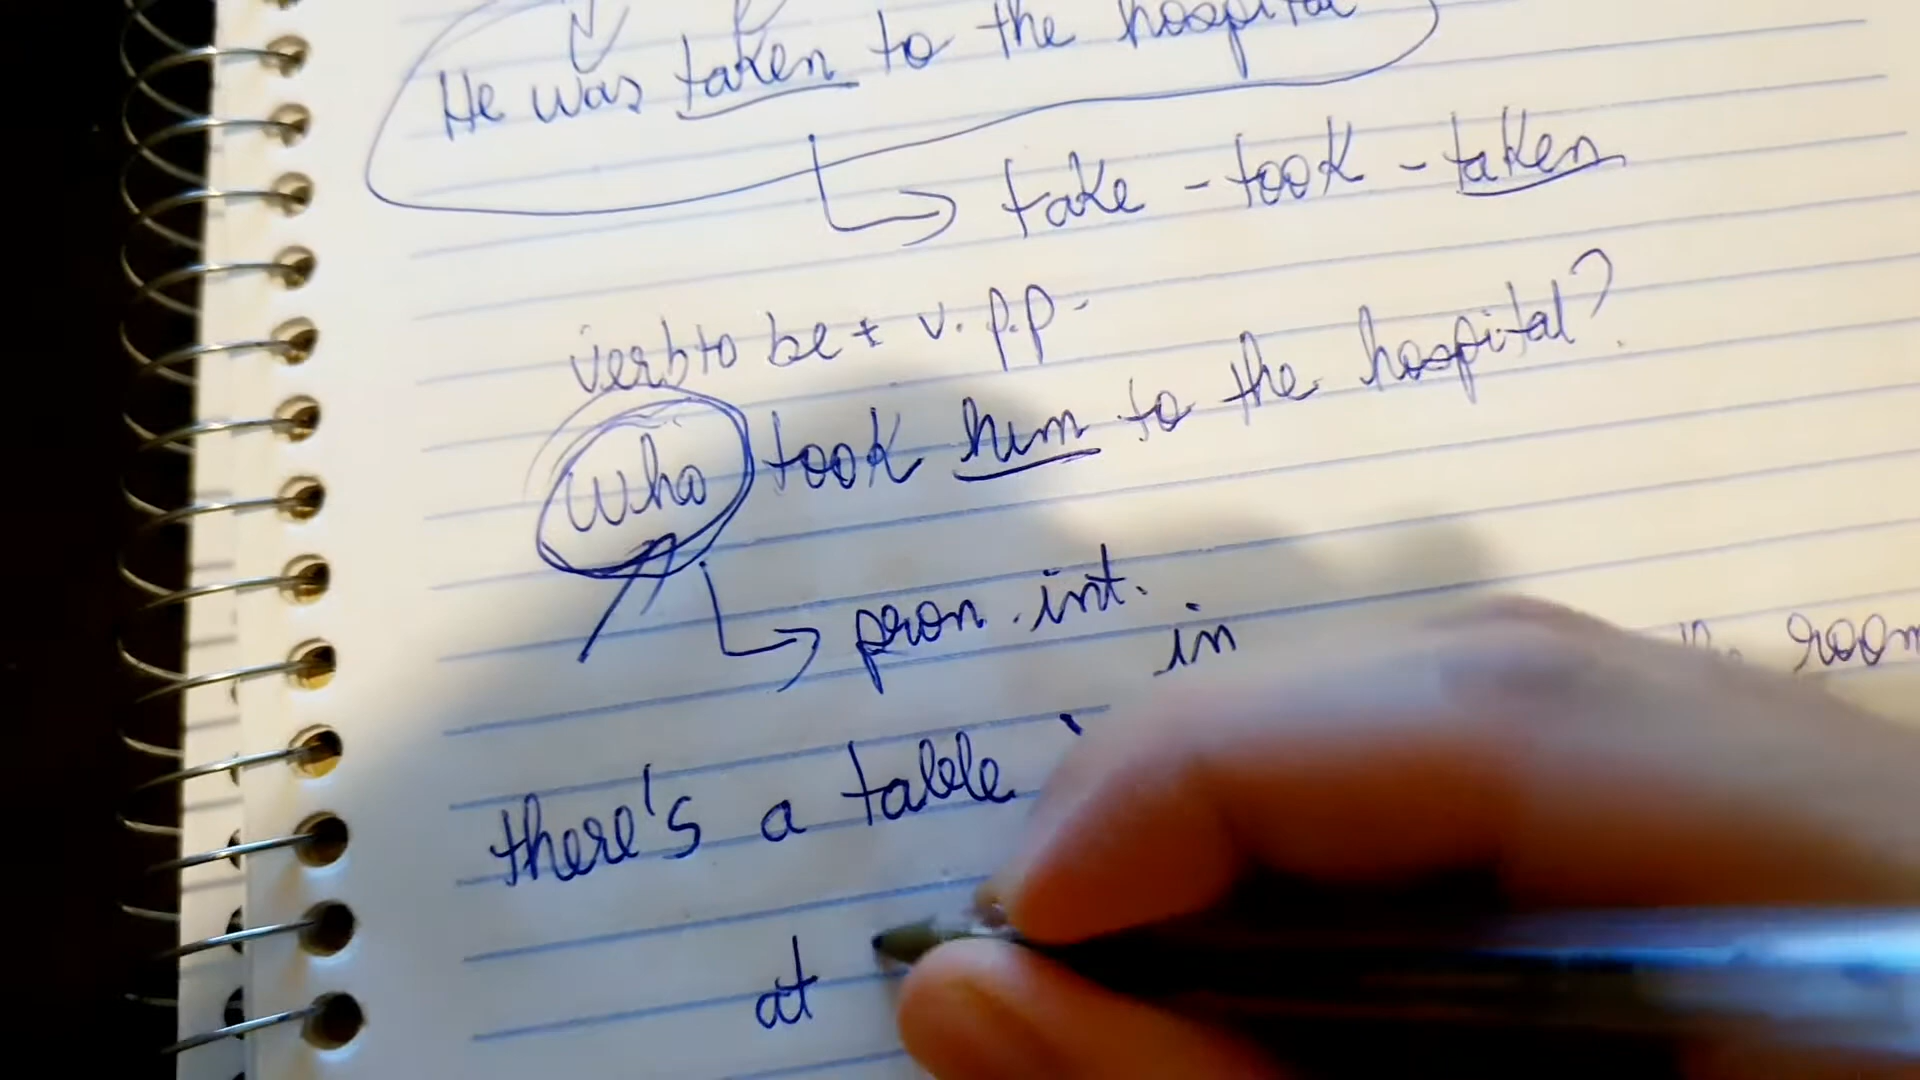 He was taken to the hospital
take - took - taken
verb to be + v. p.p.
who took him to the hospital?
pron. int.
in
the room
there's a table
at